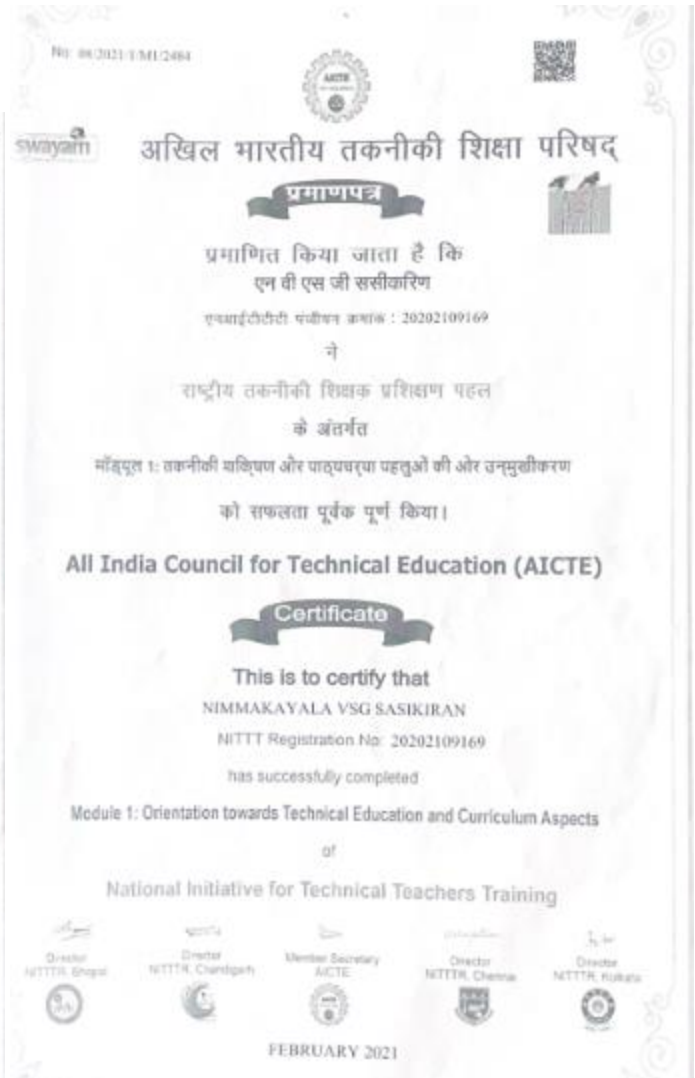 No: 08/2021/1/M1/2484
AICTE
swayam
अखिल भारतीय तकनीकी शिक्षा परिषद्
प्रमाणपत्र
प्रमाणित किया जाता है कि
एन वी एस जी ससीकरिण
एनआईटीटीटी पंजीयन क्रमांक : 20202109169
ने
राष्ट्रीय तकनीकी शिक्षक प्रशिक्षण पहल
के अंतर्गत
मॉड्यूल 1: तकनीकी षाक्षिण और पाठ्यचर्या पहलुओं की ओर उन्मुखीकरण
को सफलता पूर्वक पूर्ण किया।
All India Council for Technical Education (AICTE)
Certificate
This is to certify that
NIMMAKAYALA VSG SASIKIRAN
NITTT Registration No: 20202109169
has successfully completed
Module 1: Orientation towards Technical Education and Curriculum Aspects
of
National Initiative for Technical Teachers Training
Director Director Member Secretary Director Director
NITTTR, Bhopal NITTTR, Chandigarh AICTE NITTTR, Chennai NITTTR, Kolkata
FEBRUARY 2021